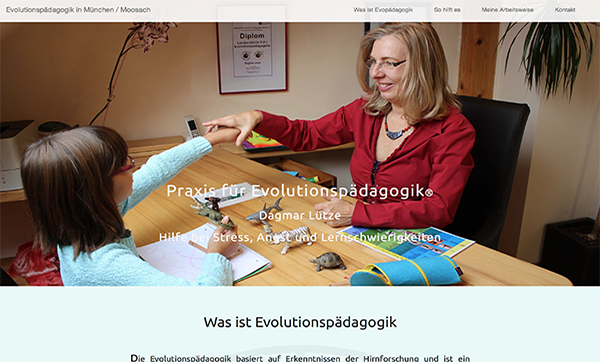 Evolutionspädagogik in München / Moosach
Was ist Evopädagogik
So hilft es
Meine Arbeitsweise
Kontakt
Diplom
Praxis für Evolutionspädagogik®
Dagmar Lütze
Hilfe bei Stress, Angst und Lernschwierigkeiten
Was ist Evolutionspädagogik
Die Evolutionspädagogik basiert auf Erkenntnissen der Hirnforschung und ist ein